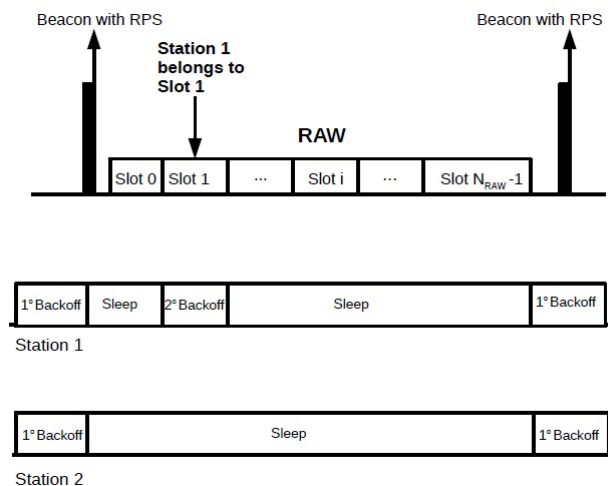 Beacon with RPS
Beacon with RPS
Station 1
belongs to
Slot 1
RAW
Slot 0
Slot 1
...
Slot i
...
Slot NRAW -1
1° Backoff
Sleep
2° Backoff
Sleep
1° Backoff
Station 1
1° Backoff
Sleep
1° Backoff
Station 2